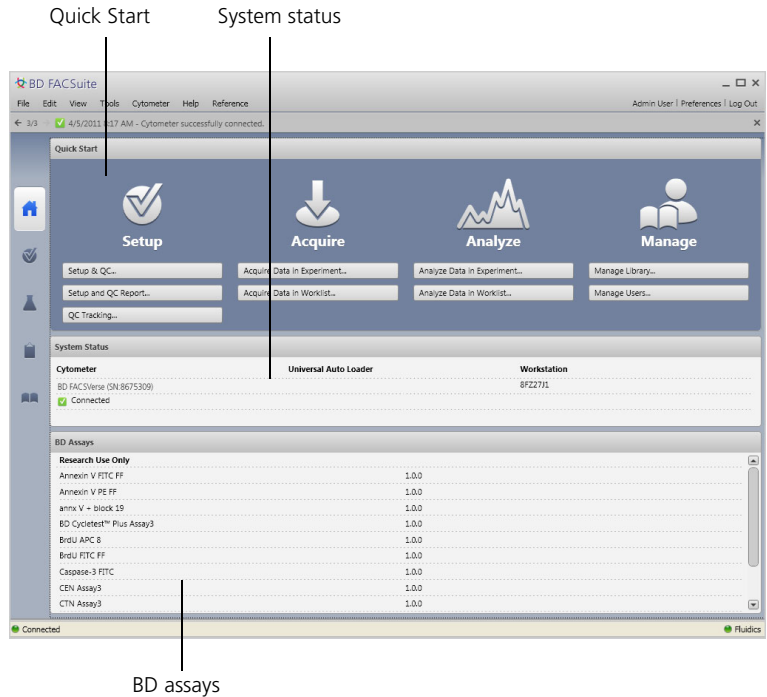 Quick Start System status
BD FACSuite
File Edit View Tools Cytometer Help Reference Admin User | Preferences | Log Out
3/3 4/5/2011 8:17 AM - Cytometer successfully connected.
Quick Start
Setup Acquire Analyze Manage
Setup & QC... Acquire Data in Experiment... Analyze Data in Experiment... Manage Library...
Setup and QC Report... Acquire Data in Worklist... Analyze Data in Worklist... Manage Users...
QC Tracking...
System Status
Cytometer Universal Auto Loader Workstation
BD FACSVerse (SN:8675309) 8FZ27J1
Connected
BD Assays
Research Use Only
Annexin V FITC FF 1.0.0
Annexin V PE FF 1.0.0
annx V + block 19 1.0.0
BD Cycletest™ Plus Assay3 1.0.0
BrdU APC 8 1.0.0
BrdU FITC FF 1.0.0
Caspase-3 FITC 1.0.0
CEN Assay3 1.0.0
CTN Assay3 1.0.0
Connected Fluidics
BD assays